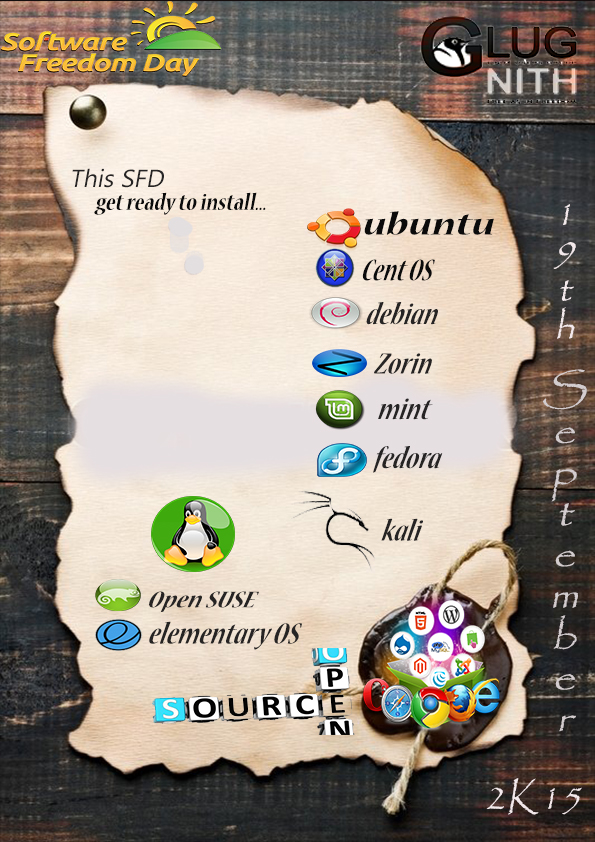 Software
Freedom Day
GLUG
NITH
This SFD
get ready to install...
ubuntu
Cent OS
debian
Zorin
mint
fedora
kali
Open SUSE
elementary OS
OPEN
SOURCE
19th September
2K15